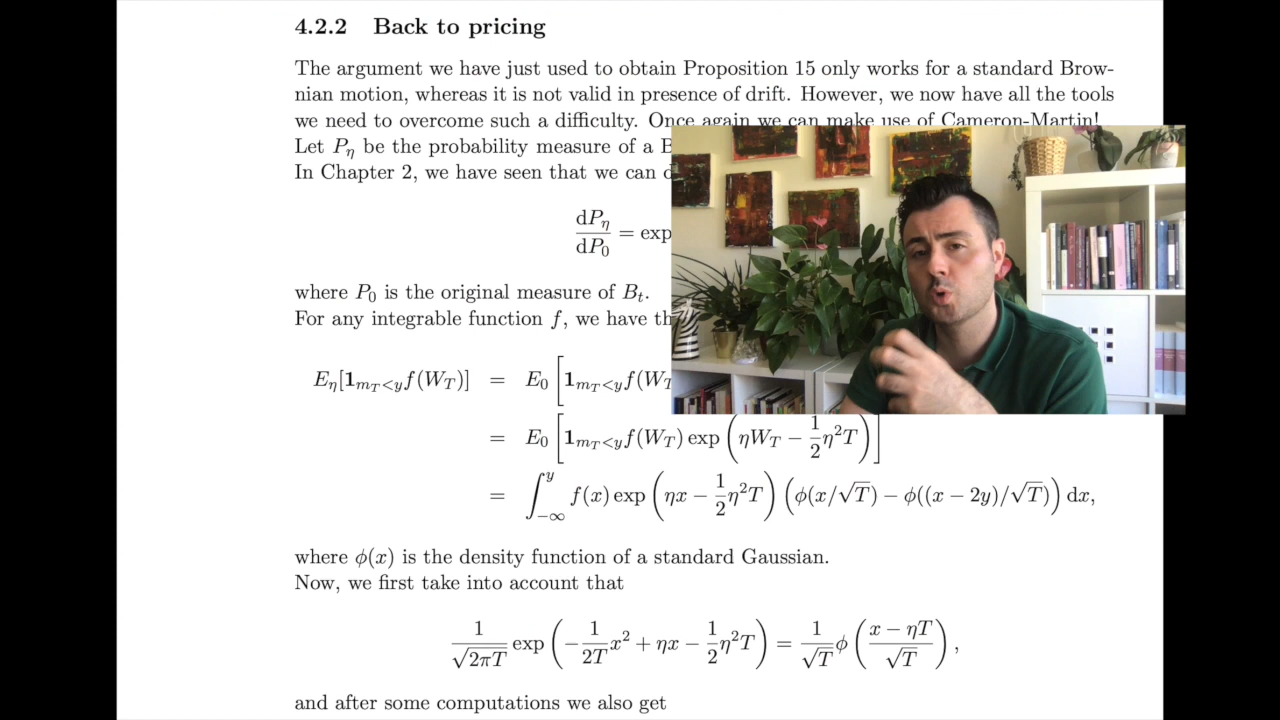 4.2.2 Back to pricing
The argument we have just used to obtain Proposition 15 only works for a standard Brow-
nian motion, whereas it is not valid in presence of drift. However, we now have all the tools
we need to overcome such a difficulty. Once again we can make use of Cameron-Martin!
Let P_η be the probability measure of a B
In Chapter 2, we have seen that we can d
dP_η/dP_0 = exp
where P_0 is the original measure of B_t.
For any integrable function f, we have th
E_η[1_{m_T<y} f(W_T)] = E_0 [1_{m_T<y} f(W_T
= E_0 [1_{m_T<y} f(W_T) exp (ηW_T − 1/2 η²T)]
= ∫_{−∞}^{y} f(x) exp (ηx − 1/2 η²T) (ϕ(x/√T) − ϕ((x − 2y)/√T)) dx,
where ϕ(x) is the density function of a standard Gaussian.
Now, we first take into account that
1/√(2πT) exp (−1/(2T) x² + ηx − 1/2 η²T) = 1/√T ϕ ((x − ηT)/√T),
and after some computations we also get